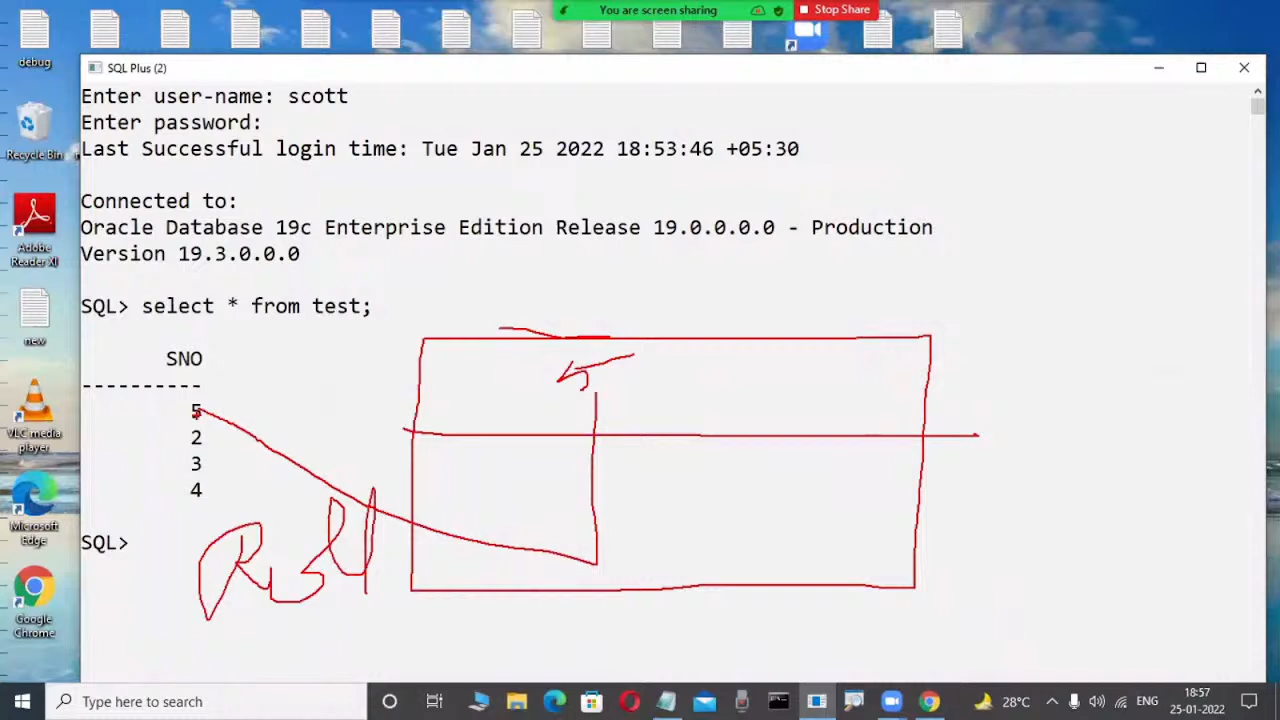 You are screen sharing
Stop Share
debug
SQL Plus (2)
Enter user-name: scott
Enter password:
Recycle Bin
Last Successful login time: Tue Jan 25 2022 18:53:46 +05:30
Connected to:
Oracle Database 19c Enterprise Edition Release 19.0.0.0.0 - Production
Adobe
Reader XI
Version 19.3.0.0.0
SQL> select * from test;
new
SNO
----------
5
5
VLC media
player
2
3
4
Microsoft
Edge
SQL>
Google
Chrome
Type here to search
28°C
ENG
18:57
25-01-2022